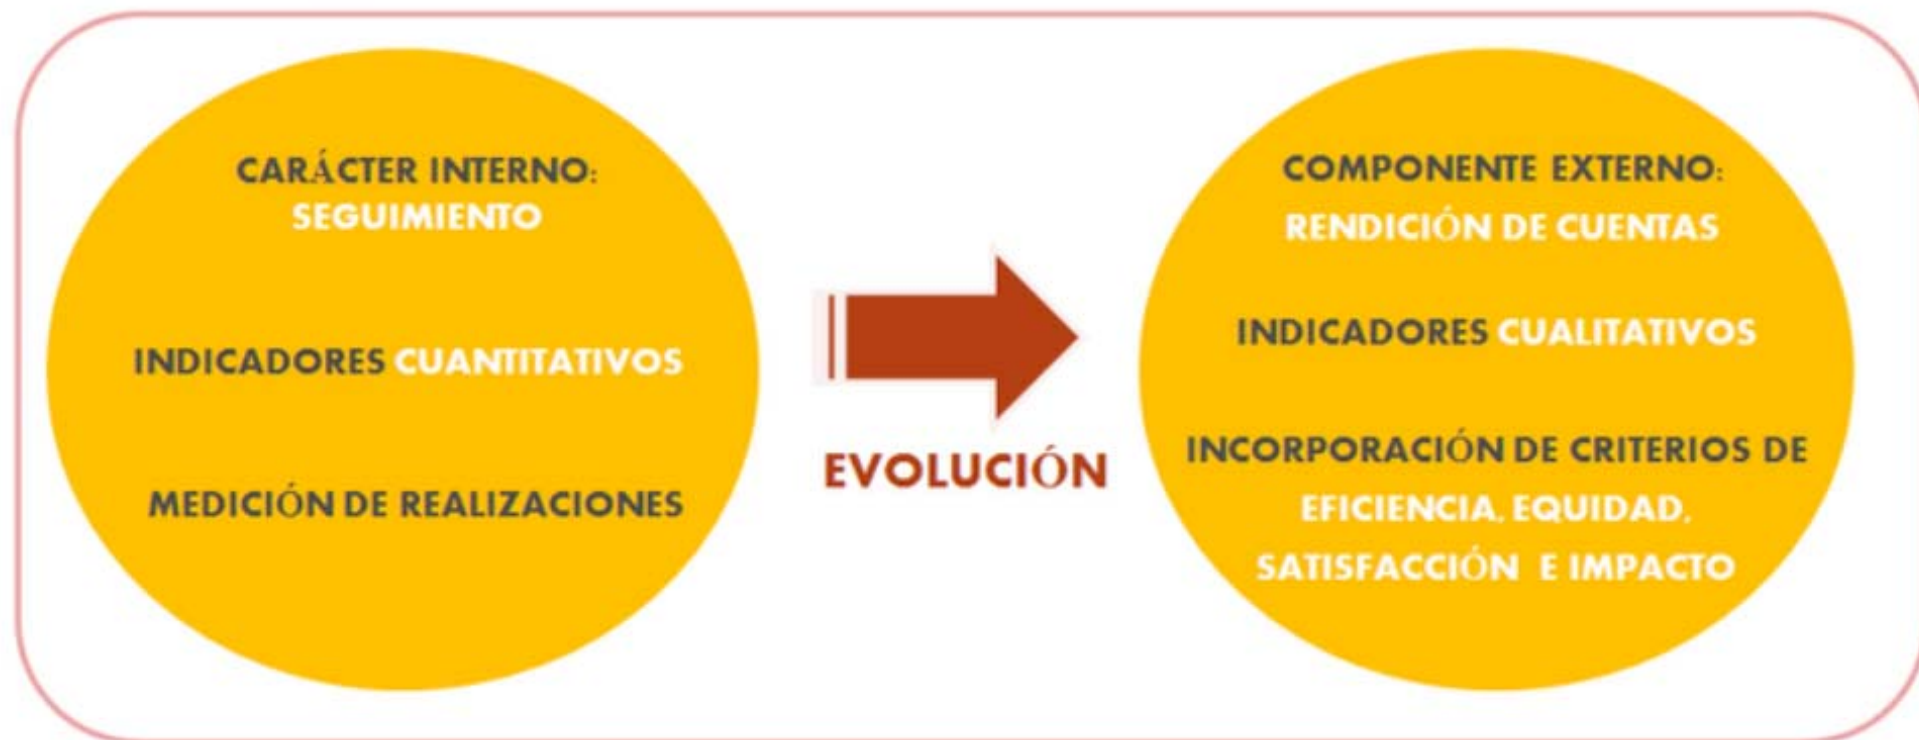 CARÁCTER INTERNO:
SEGUIMIENTO
INDICADORES CUANTITATIVOS
MEDICIÓN DE REALIZACIONES
EVOLUCIÓN
COMPONENTE EXTERNO:
RENDICIÓN DE CUENTAS
INDICADORES CUALITATIVOS
INCORPORACIÓN DE CRITERIOS DE
EFICIENCIA, EQUIDAD,
SATISFACCIÓN E IMPACTO